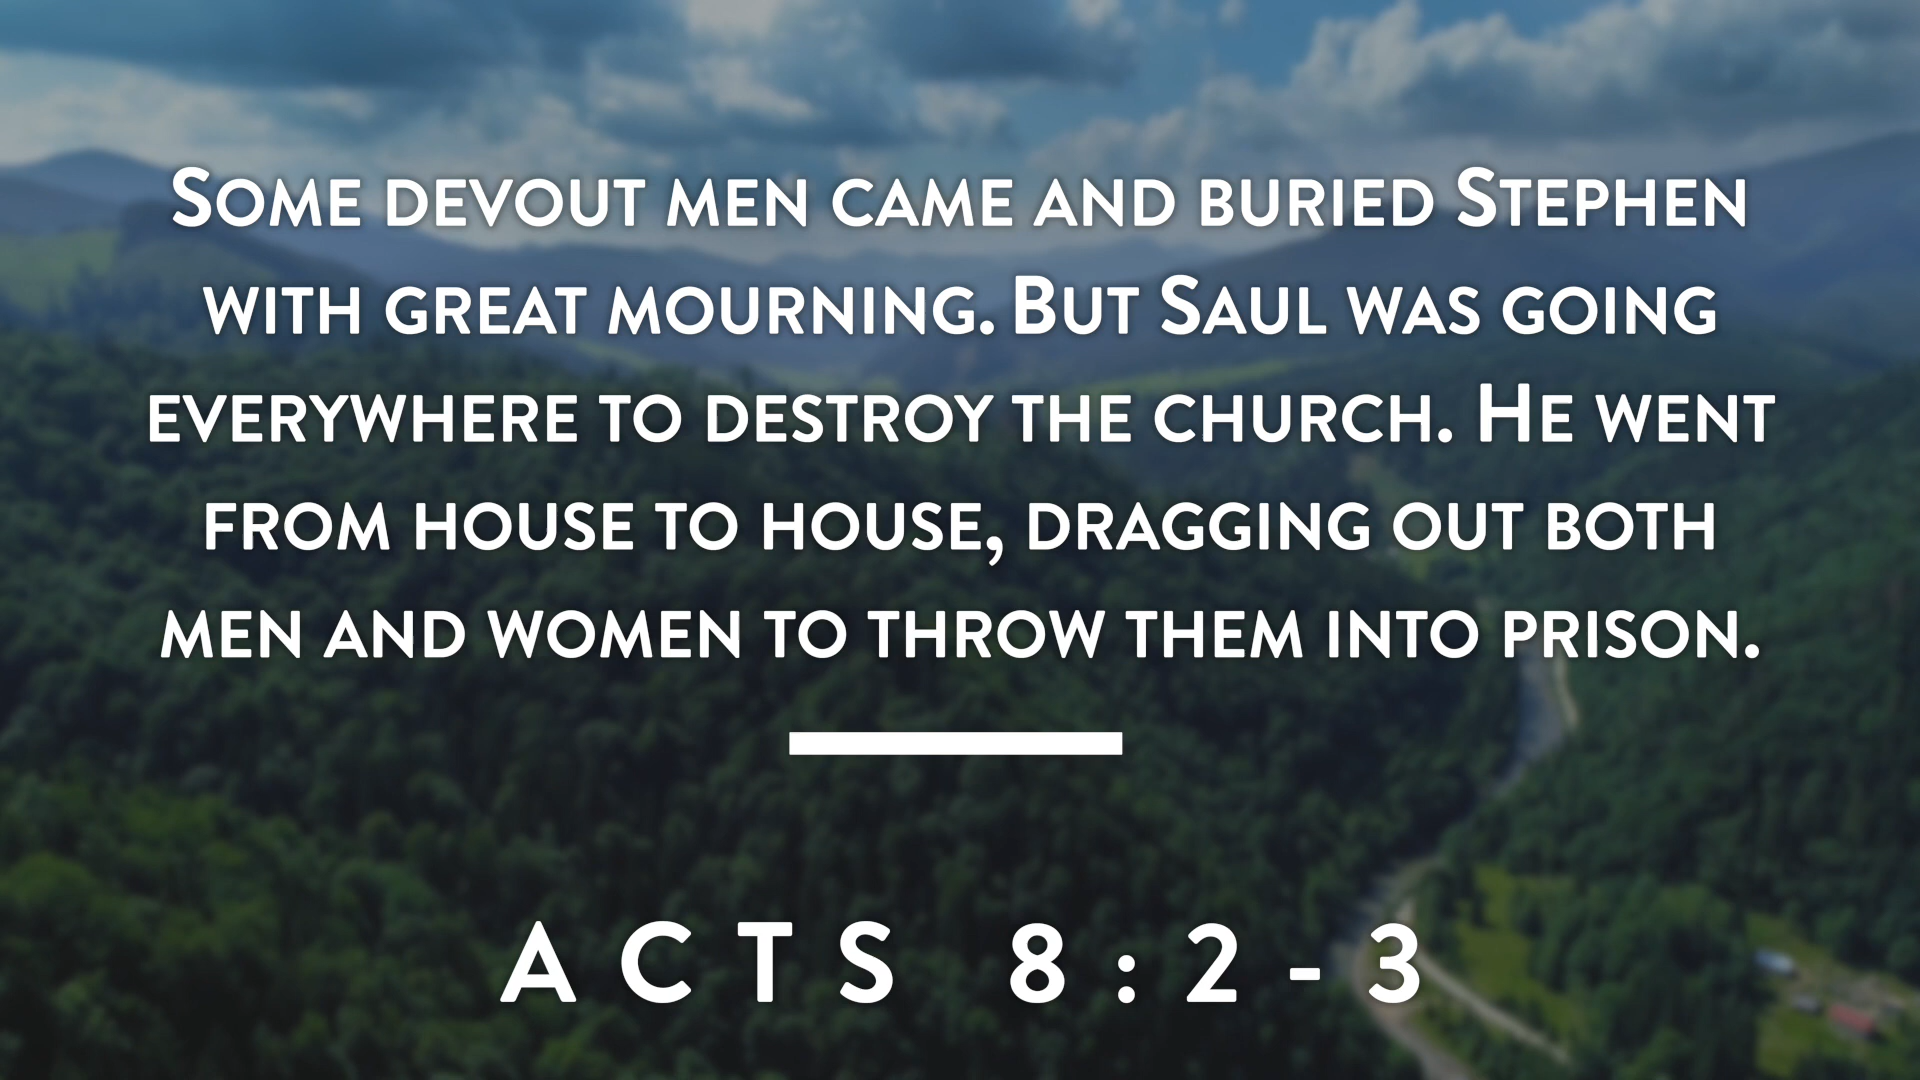 Some devout men came and buried Stephen
with great mourning. But Saul was going
everywhere to destroy the church. He went
from house to house, dragging out both
men and women to throw them into prison.
ACTS 8:2-3